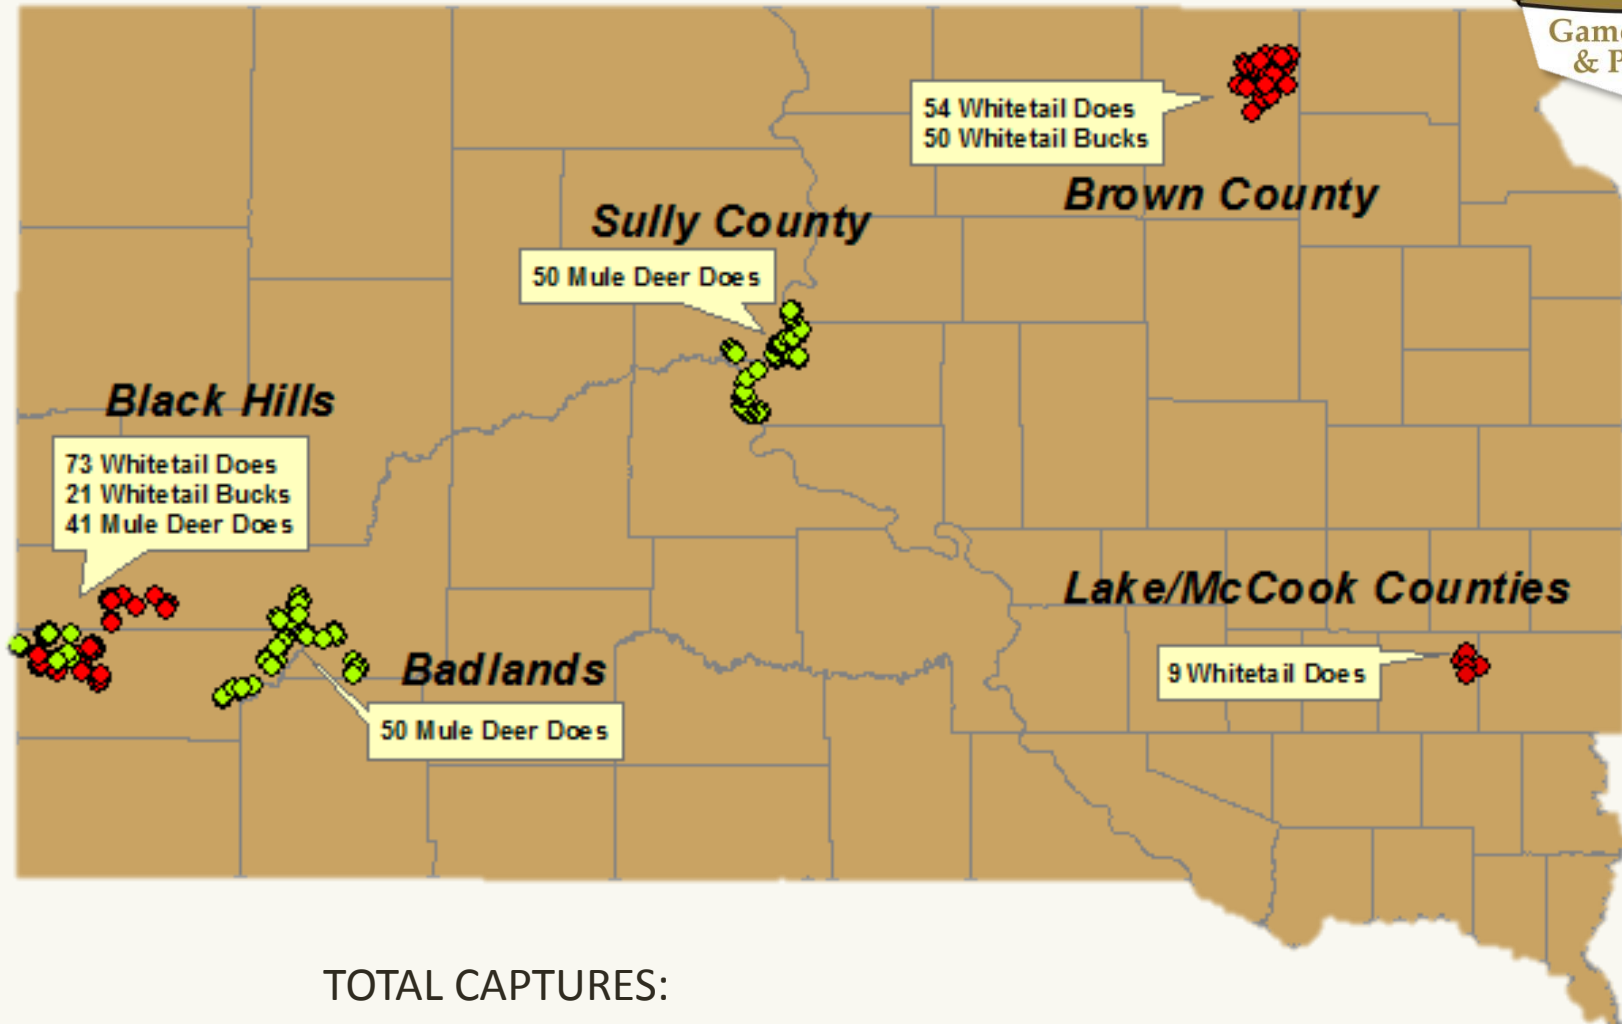 Game
& P
54 Whitetail Does
50 Whitetail Bucks
Brown County
Sully County
50 Mule Deer Does
Black Hills
73 Whitetail Does
21 Whitetail Bucks
41 Mule Deer Does
Lake/McCook Counties
9 Whitetail Does
Badlands
50 Mule Deer Does
TOTAL CAPTURES: